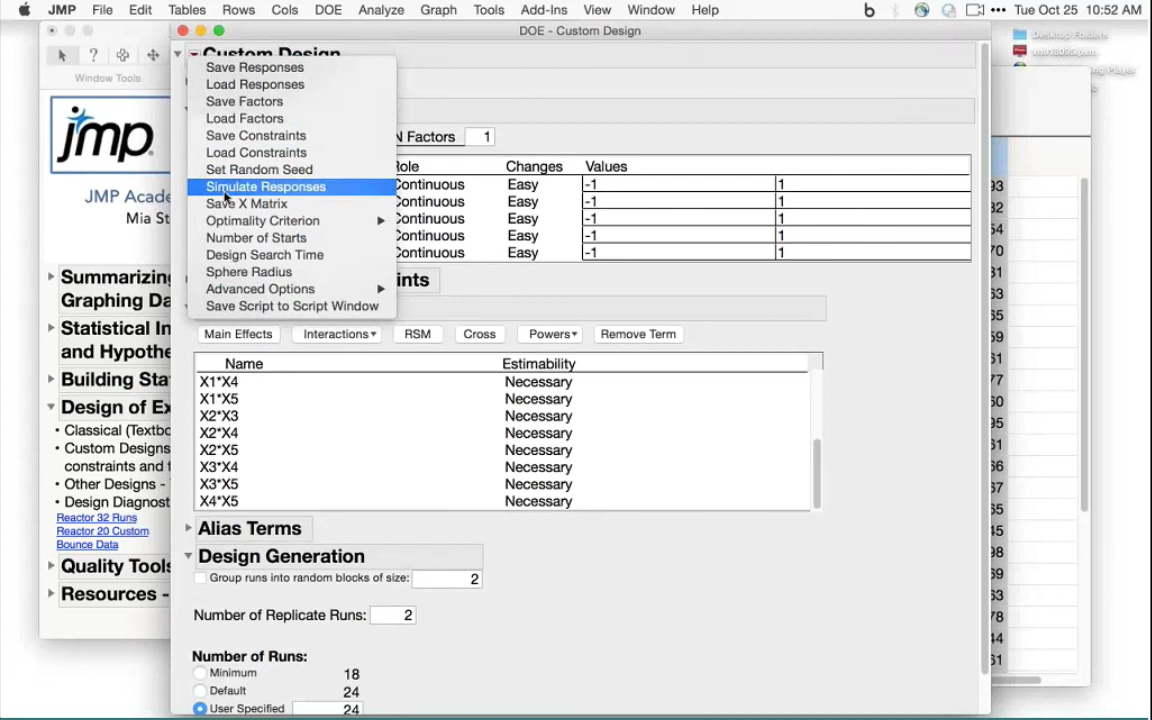 JMP File Edit Tables Rows Cols DOE Analyze Graph Tools Add-Ins View Window Help Tue Oct 25 10:52 AM
DOE - Custom Design
Desktop Folders
Window Tools
Custom Design
Save Responses
Load Responses
Save Factors
Load Factors
Save Constraints
Load Constraints
Set Random Seed
Simulate Responses
Save X Matrix
Optimality Criterion
Number of Starts
Design Search Time
Sphere Radius
Advanced Options
Save Script to Script Window
N Factors 1
Role Changes Values
Continuous Easy -1 1
Continuous Easy -1 1
Continuous Easy -1 1
Continuous Easy -1 1
Continuous Easy -1 1
Main Effects Interactions RSM Cross Powers Remove Term
Name Estimability
X1*X4 Necessary
X1*X5 Necessary
X2*X3 Necessary
X2*X4 Necessary
X2*X5 Necessary
X3*X4 Necessary
X3*X5 Necessary
X4*X5 Necessary
Alias Terms
Design Generation
Group runs into random blocks of size: 2
Number of Replicate Runs: 2
Number of Runs:
Minimum 18
Default 24
User Specified 24
jmp
JMP Acade
Mia St
Summarizing
Graphing Da
Statistical In
and Hypothe
Building Sta
Design of Ex
• Classical (Textbo
• Custom Designs
constraints and f
• Other Designs -
• Design Diagnost
Reactor 32 Runs
Reactor 20 Custom
Bounce Data
Quality Tools
Resources -